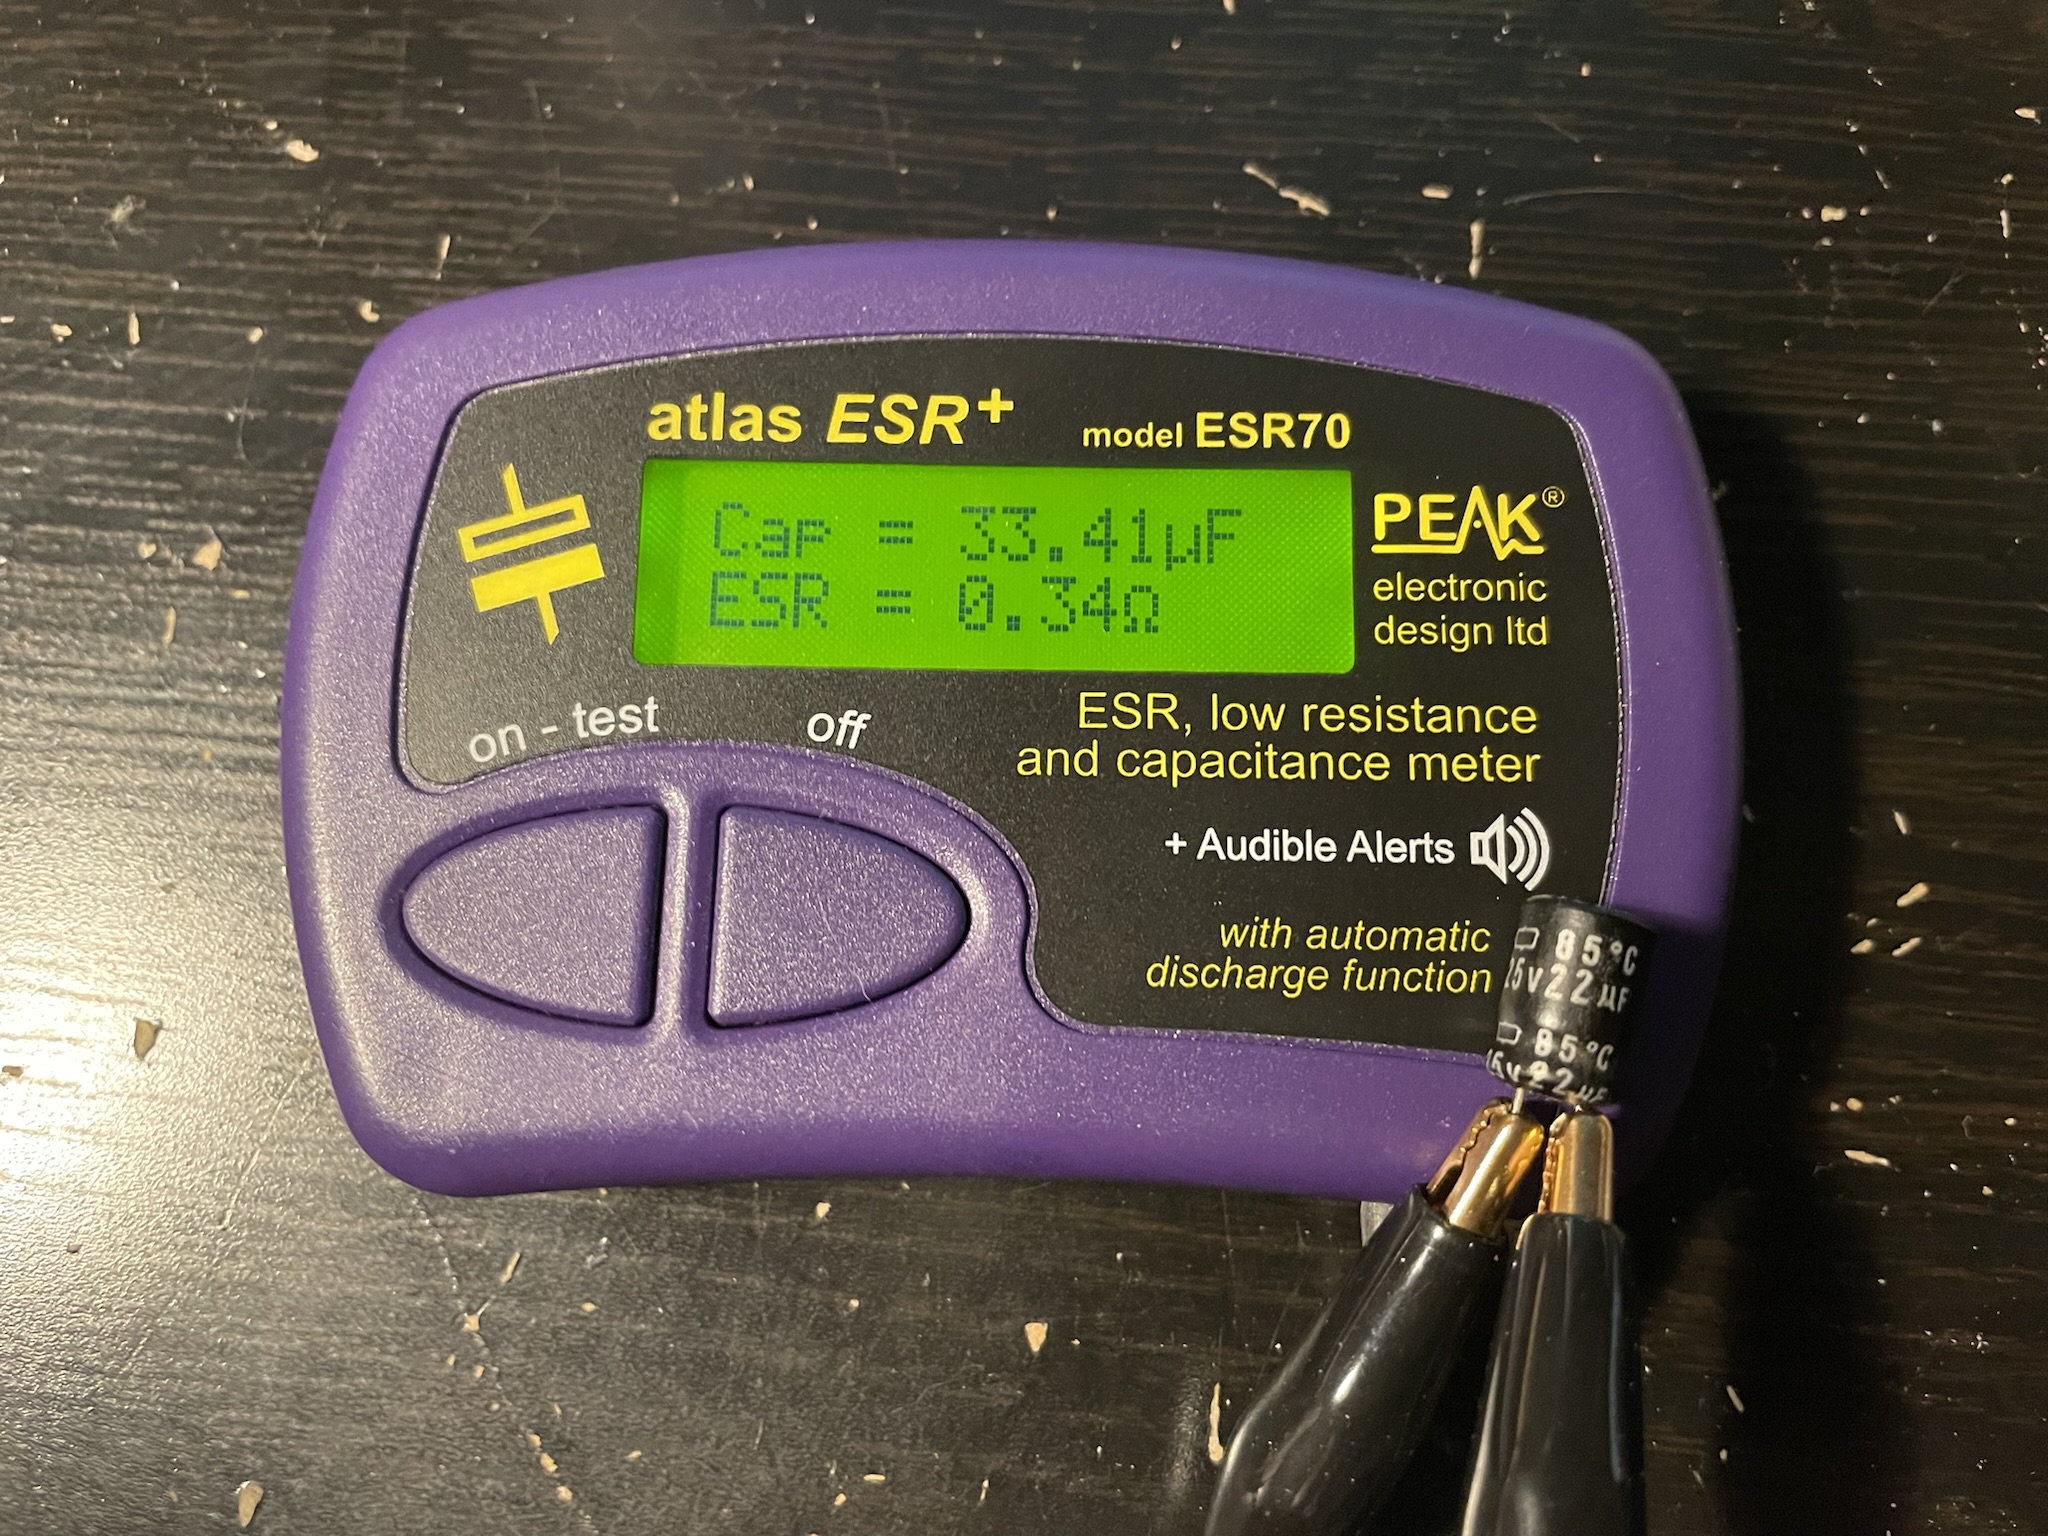 atlas ESR+ model ESR70
Cap = 33.41µF
ESR = 0.34Ω
PEAK®
electronic
design ltd
on - test
off
ESR, low resistance
and capacitance meter
+ Audible Alerts
with automatic
discharge function
85°C
22µF
85°C
22µF